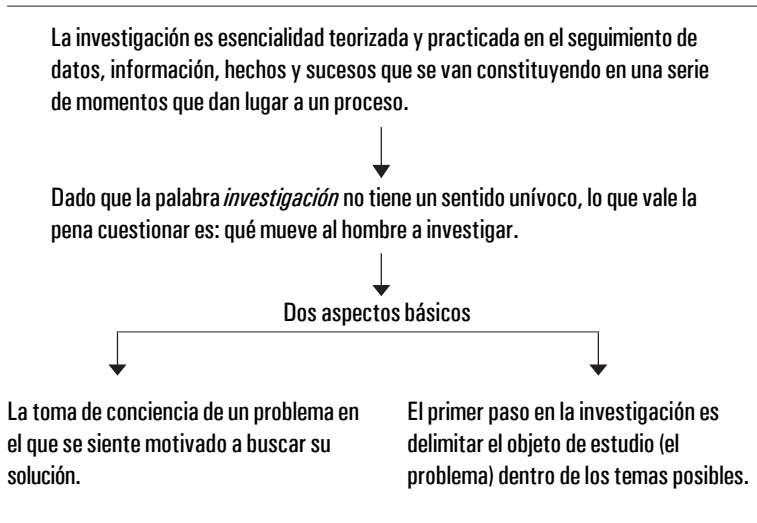 La investigación es esencialidad teorizada y practicada en el seguimiento de
datos, información, hechos y sucesos que se van constituyendo en una serie
de momentos que dan lugar a un proceso.
Dado que la palabra investigación no tiene un sentido unívoco, lo que vale la
pena cuestionar es: qué mueve al hombre a investigar.
Dos aspectos básicos
La toma de conciencia de un problema en
el que se siente motivado a buscar su
solución.
El primer paso en la investigación es
delimitar el objeto de estudio (el
problema) dentro de los temas posibles.